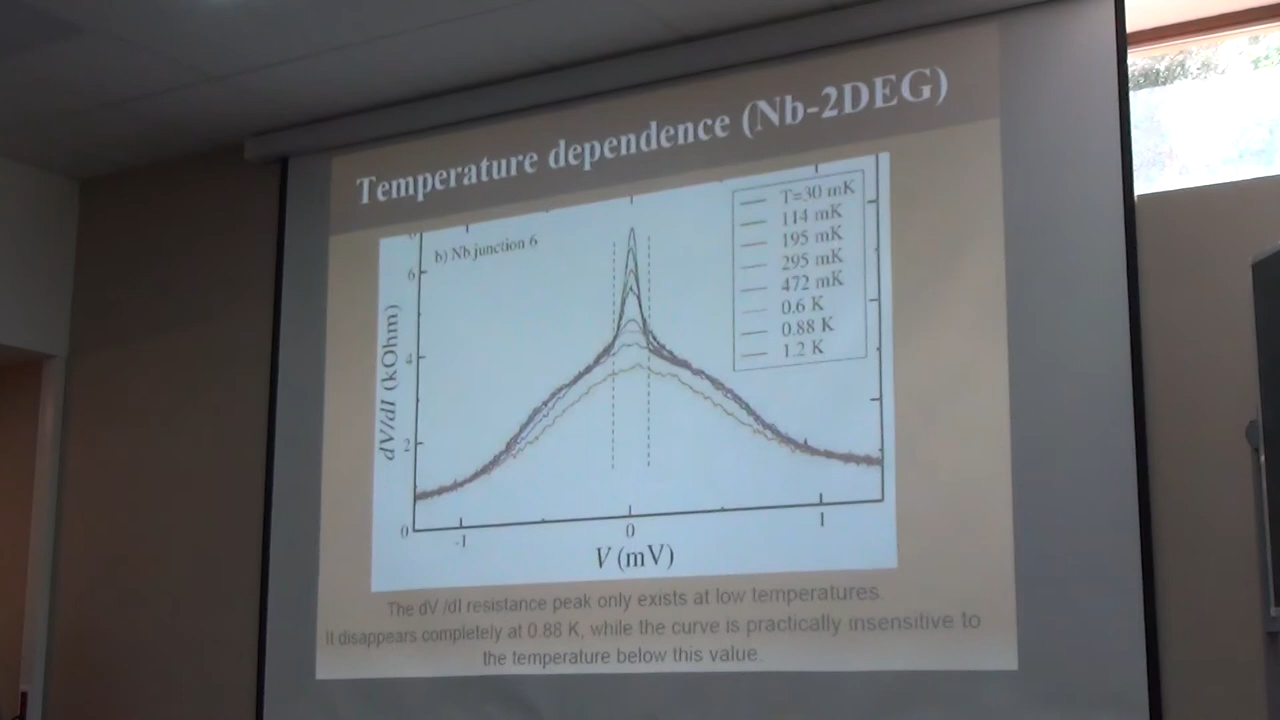 Temperature dependence (Nb-2DEG)
b) Nb junction 6
T=30 mK
114 mK
195 mK
295 mK
472 mK
0.6 K
0.88 K
1.2 K
6
4
2
0
dV/dI (kOhm)
-1 0 1
V (mV)
The dV /dI resistance peak only exists at low temperatures.
It disappears completely at 0.88 K, while the curve is practically insensitive to
the temperature below this value.